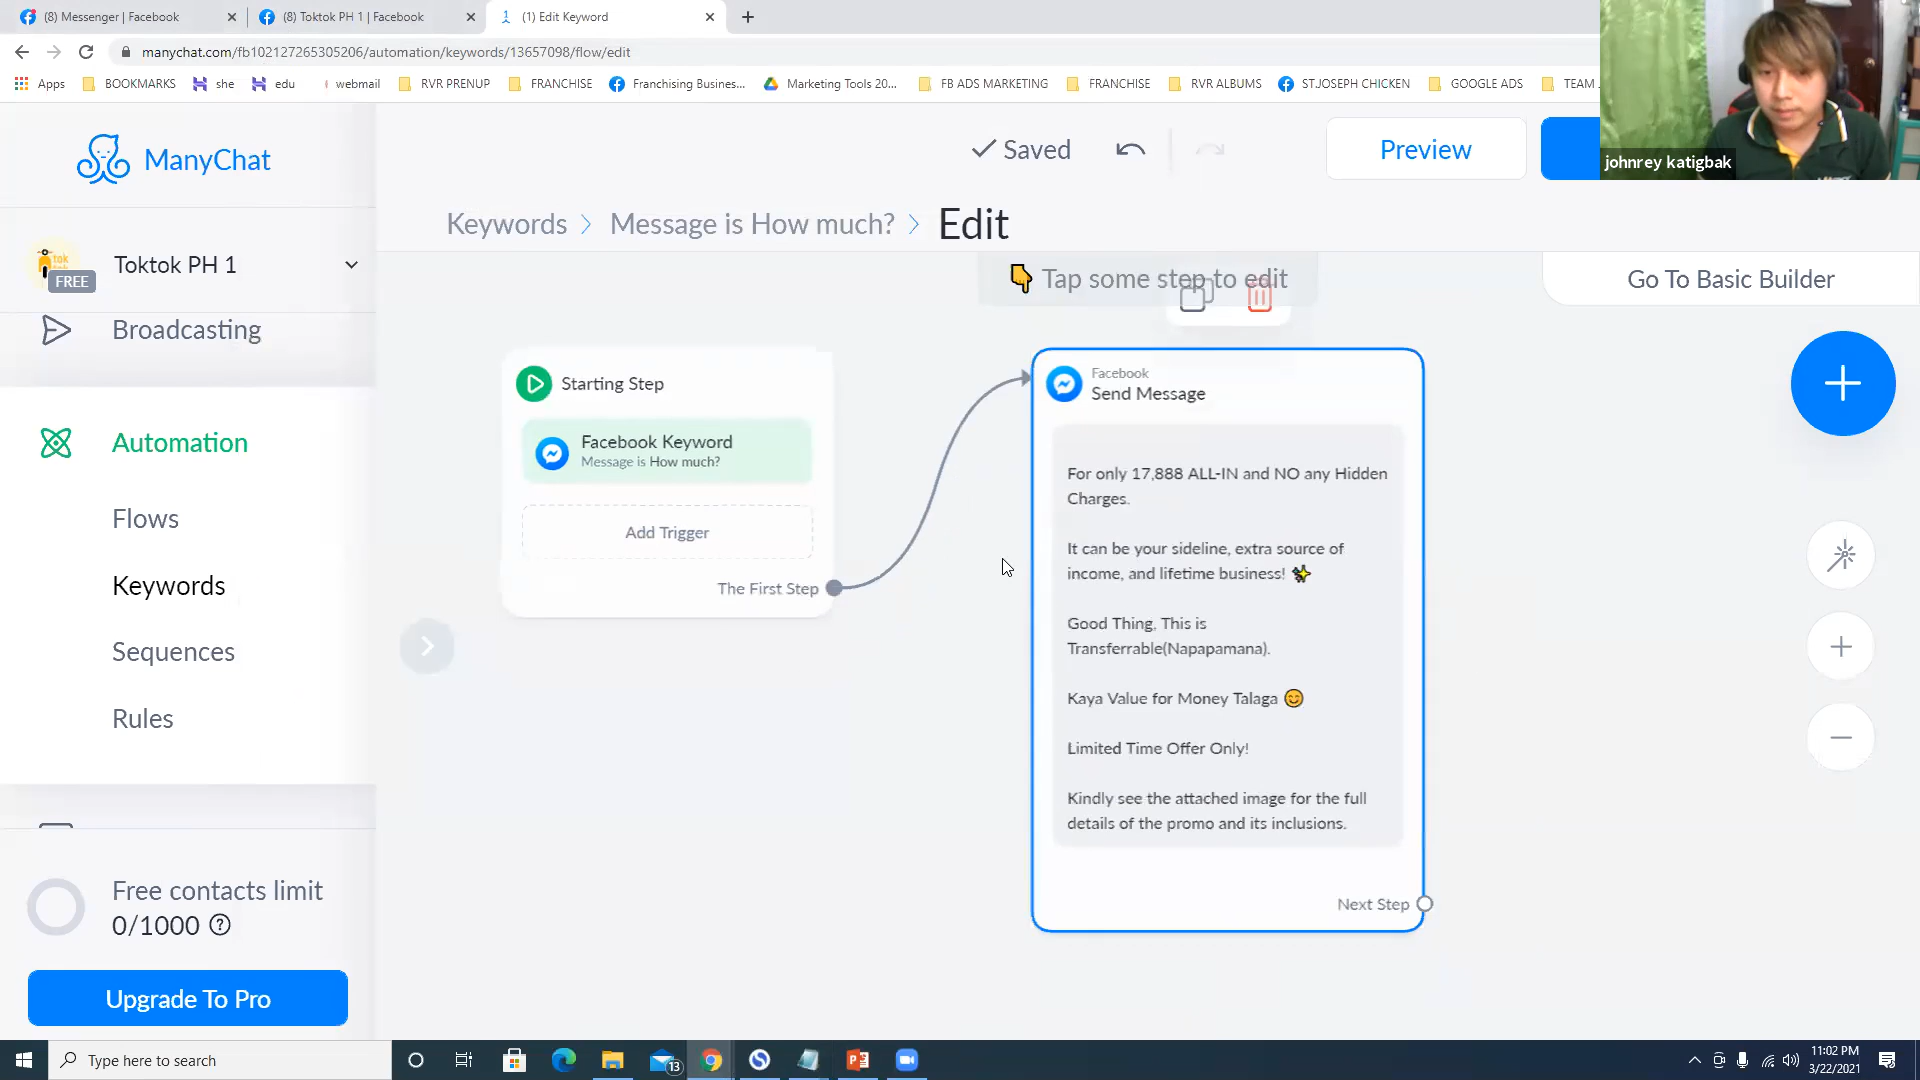 (8) Messenger | Facebook
(8) Toktok PH 1 | Facebook
(1) Edit Keyword
manychat.com/fb102127265305206/automation/keywords/13657098/flow/edit
Apps
BOOKMARKS
she
edu
webmail
RVR PRENUP
FRANCHISE
Franchising Busines...
Marketing Tools 20...
FB ADS MARKETING
FRANCHISE
RVR ALBUMS
STJOSEPH CHICKEN
GOOGLE ADS
TEAM
johnrey katigbak
ManyChat
Saved
Preview
Keywords > Message is How much? > Edit
Toktok PH 1
FREE
Tap some step to edit
Go To Basic Builder
Broadcasting
Automation
Flows
Keywords
Sequences
Rules
Free contacts limit
0/1000
Upgrade To Pro
Starting Step
Facebook Keyword
Message is How much?
Add Trigger
The First Step
Facebook
Send Message
For only 17,888 ALL-IN and NO any Hidden
Charges.
It can be your sideline, extra source of
income, and lifetime business! ✨
Good Thing, This is
Transferrable(Napapamana).
Kaya Value for Money Talaga 😊
Limited Time Offer Only!
Kindly see the attached image for the full
details of the promo and its inclusions.
Next Step
Type here to search
13
11:02 PM
3/22/2021